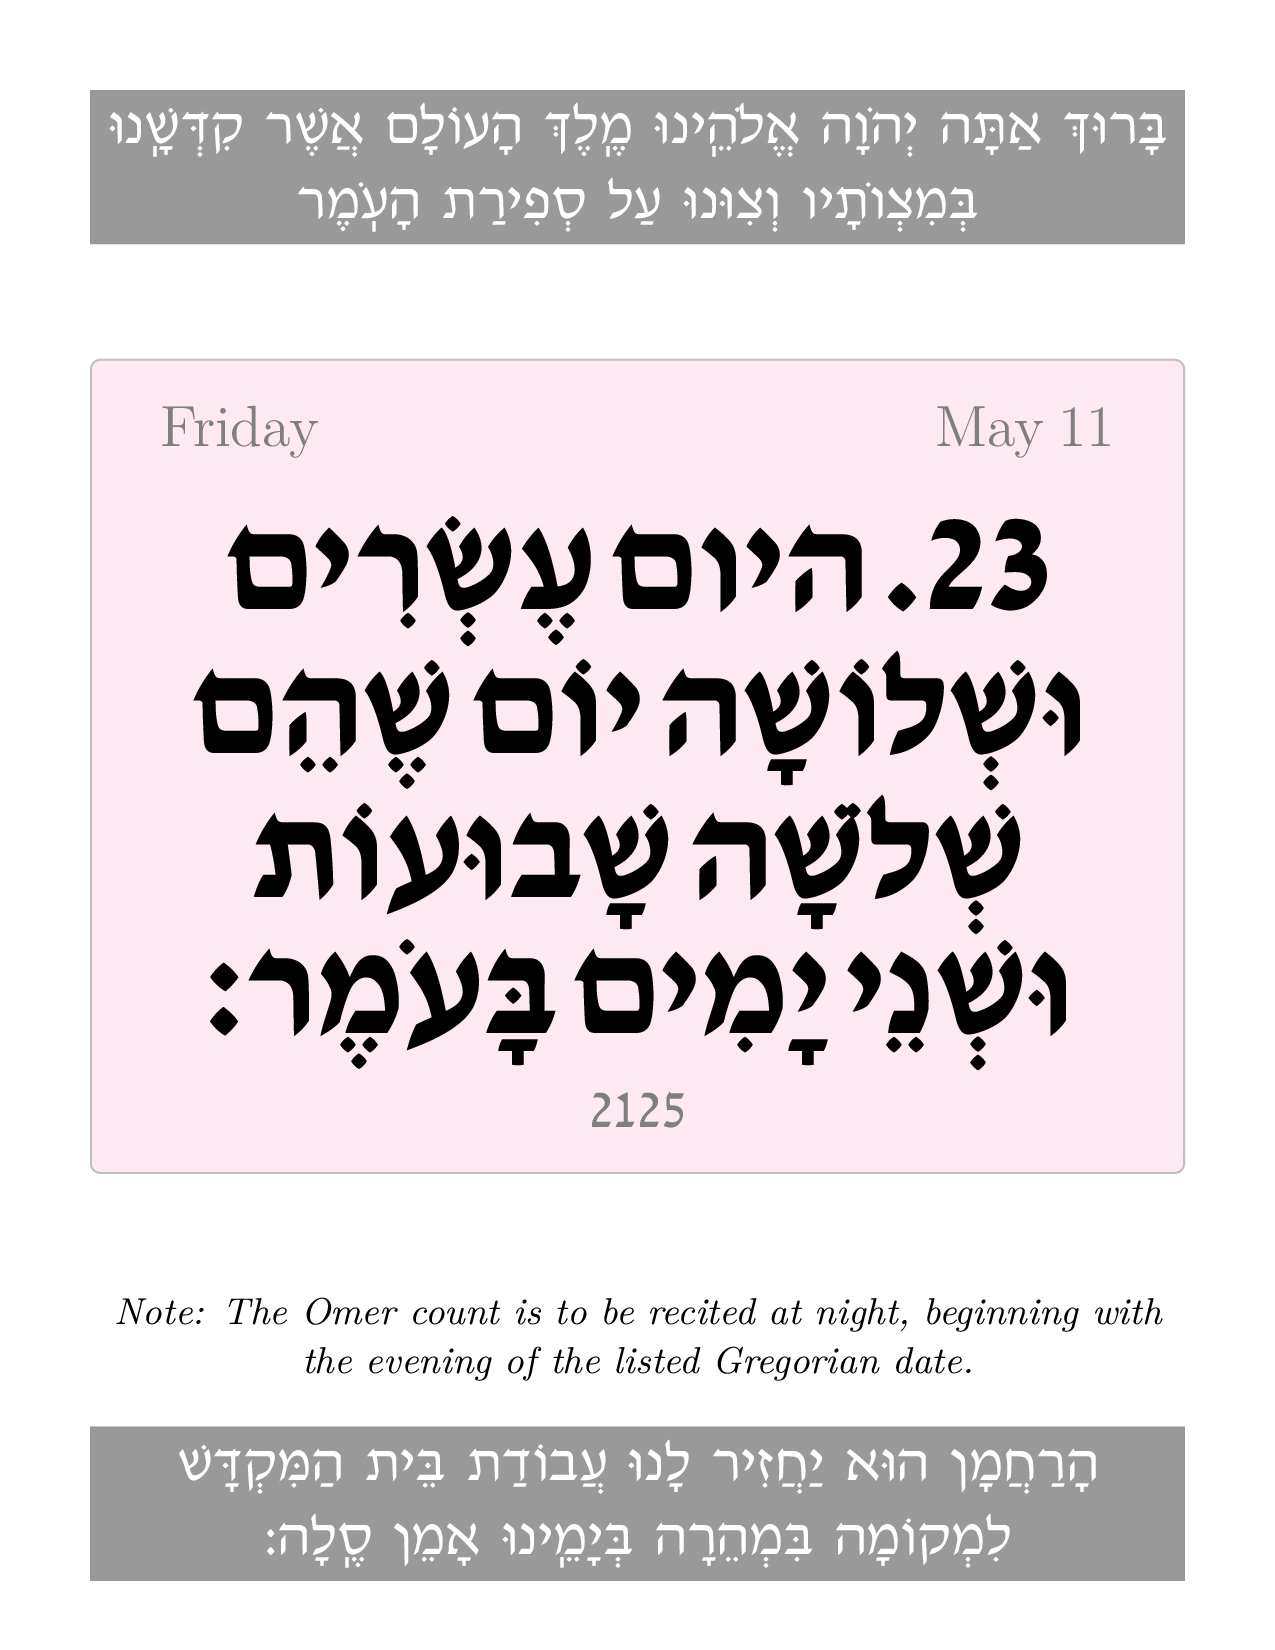 בָּרוּךְ אַתָּה יְהֹוָה אֱלֹהֵֽינוּ מֶֽלֶךְ הָעוֹלָם אֲשֶׁר קִדְּשָֽׁנוּ
בְּמִצְוֹתָיו וְצִוּנוּ עַל סְפִירַת הָעֹֽמֶר
Friday May 11
23. היום עֶשְׂרִים
וּשְׁלוֹשָׁה יוֹם שֶׁהֵם
שְׁלֹשָׁה שָׁבוּעוֹת
וּשְׁנֵי יָמִים בָּעֹמֶר:
2125
Note: The Omer count is to be recited at night, beginning with
the evening of the listed Gregorian date.
הָרַחֲמָן הוּא יַחֲזִיר לָנוּ עֲבוֹדַת בֵּית הַמִּקְדָּשׁ
לִמְקוֹמָהּ בִּמְהֵרָה בְּיָמֵֽינוּ אָמֵן סֶֽלָה: